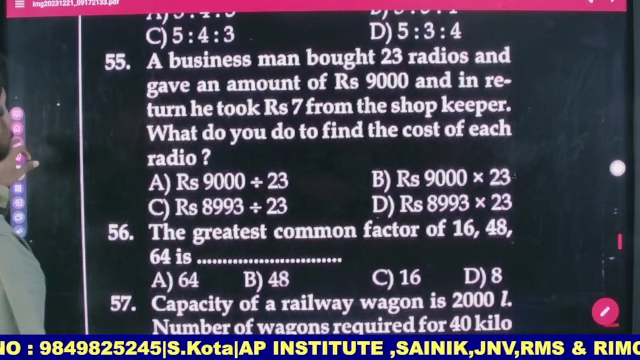 img20231221_09172133.pdf
C) 5 : 4 : 3 D) 5 : 3 : 4
55. A business man bought 23 radios and
gave an amount of Rs 9000 and in re-
turn he took Rs 7 from the shop keeper.
What do you do to find the cost of each
radio ?
A) Rs 9000 ÷ 23 B) Rs 9000 × 23
C) Rs 8993 ÷ 23 D) Rs 8993 × 23
56. The greatest common factor of 16, 48,
64 is ..............................
A) 64 B) 48 C) 16 D) 8
57. Capacity of a railway wagon is 2000 l.
Number of wagons required for 40 kilo
NO : 9849825245|S.Kota|AP INSTITUTE ,SAINIK,JNV,RMS & RIMC